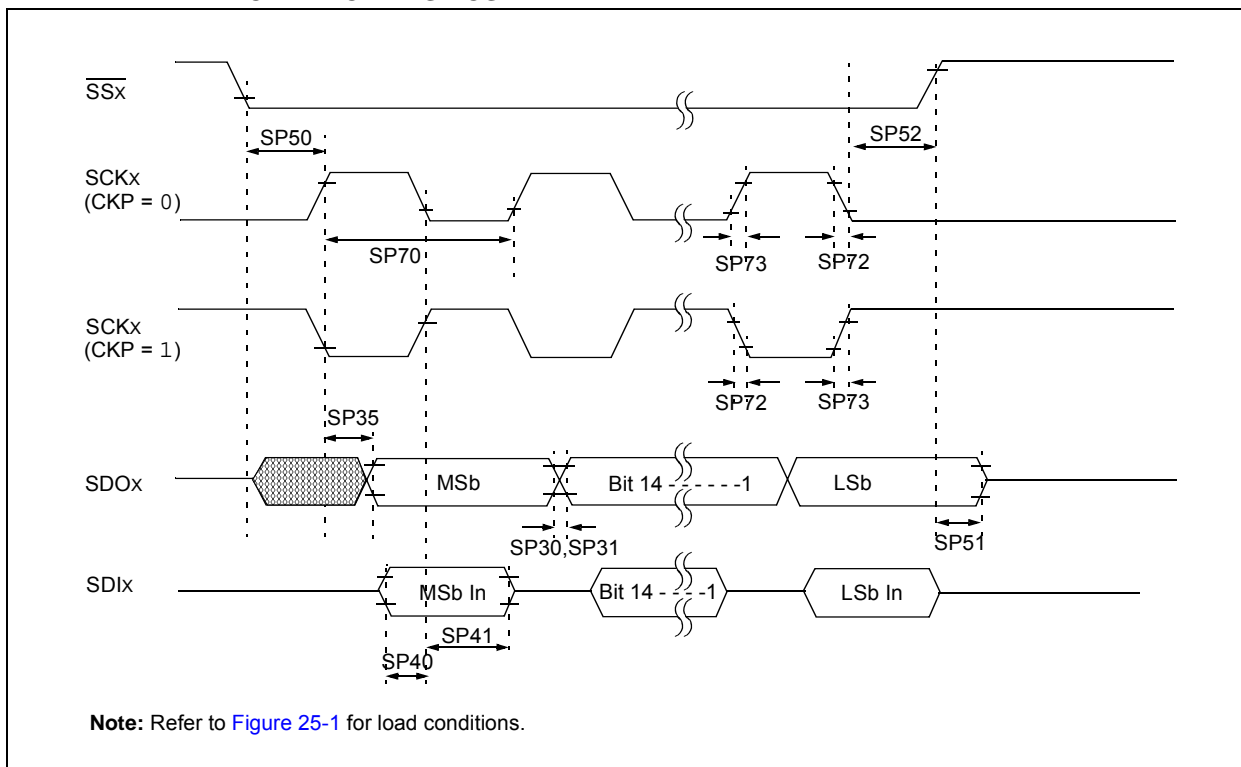 SSx
SP50
SP52
SCKx
(CKP = 0)
SP70
SP73
SP72
SCKx
(CKP = 1)
SP72
SP73
SP35
SDOx
MSb
Bit 14 - - - - - -1
LSb
SP30,SP31
SP51
SDIx
MSb In
Bit 14 - - - -1
LSb In
SP41
SP40
Note: Refer to Figure 25-1 for load conditions.